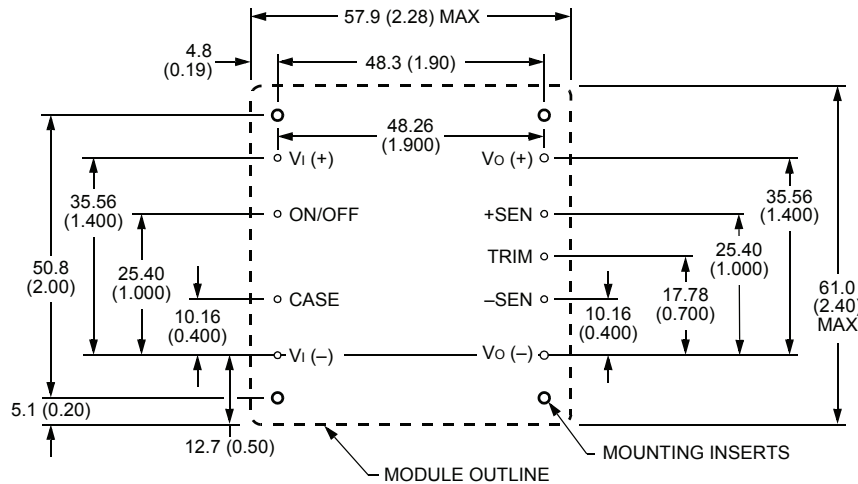 57.9 (2.28) MAX
4.8
(0.19)
48.3 (1.90)
48.26
(1.900)
VI (+)
VO (+)
35.56
(1.400)
35.56
(1.400)
ON/OFF
+SEN
50.8
(2.00)
25.40
(1.000)
TRIM
25.40
(1.000)
61.0
(2.40)
MAX
10.16
(0.400)
CASE
–SEN
10.16
(0.400)
17.78
(0.700)
VI (–)
VO (–)
5.1 (0.20)
12.7 (0.50)
MODULE OUTLINE
MOUNTING INSERTS